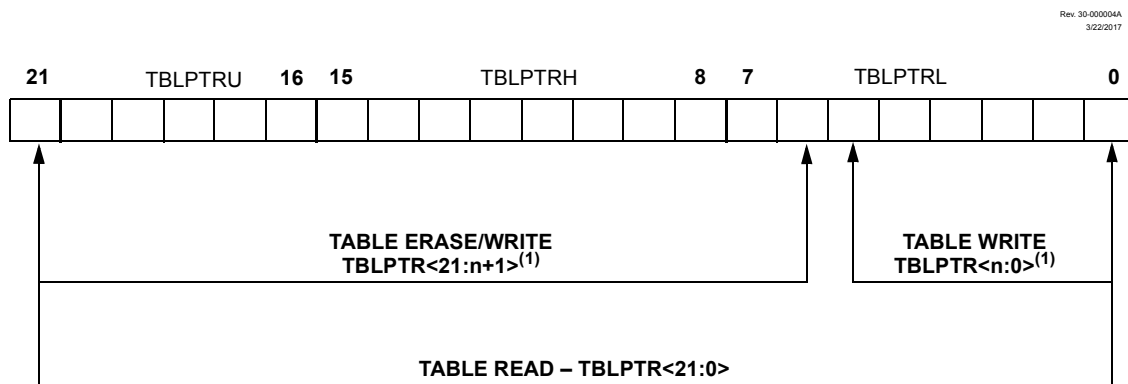 Rev. 30-000004A
3/22/2017
21 TBLPTRU 16 15 TBLPTRH 8 7 TBLPTRL 0
TABLE ERASE/WRITE
TBLPTR<21:n+1>(1)
TABLE WRITE
TBLPTR<n:0>(1)
TABLE READ – TBLPTR<21:0>